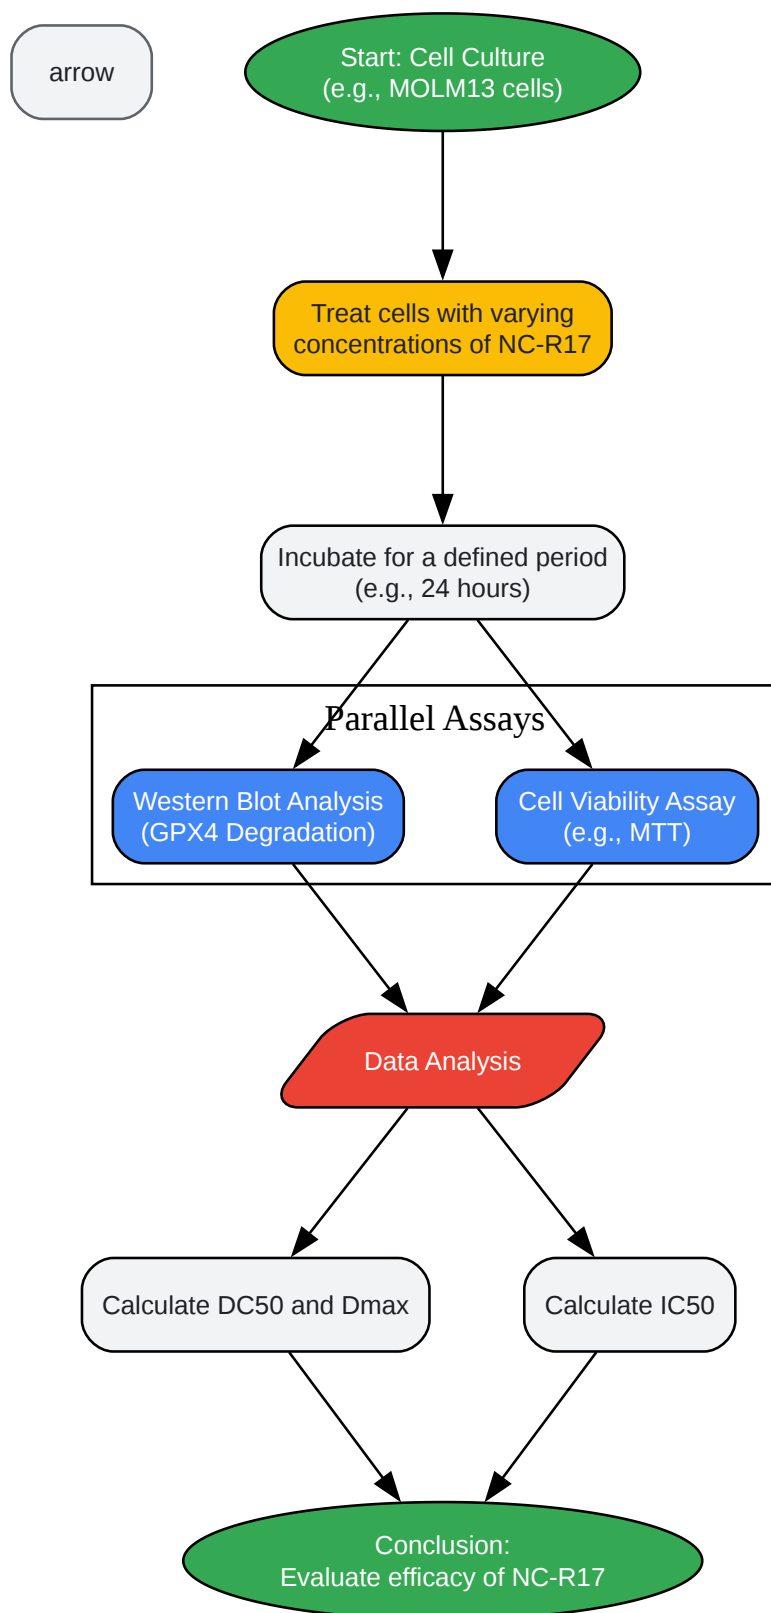 arrow
Start: Cell Culture
(e.g., MOLM13 cells)
Treat cells with varying
concentrations of NC-R17
Incubate for a defined period
(e.g., 24 hours)
Parallel Assays
Western Blot Analysis
(GPX4 Degradation)
Cell Viability Assay
(e.g., MTT)
Data Analysis
Calculate DC50 and Dmax
Calculate IC50
Conclusion:
Evaluate efficacy of NC-R17